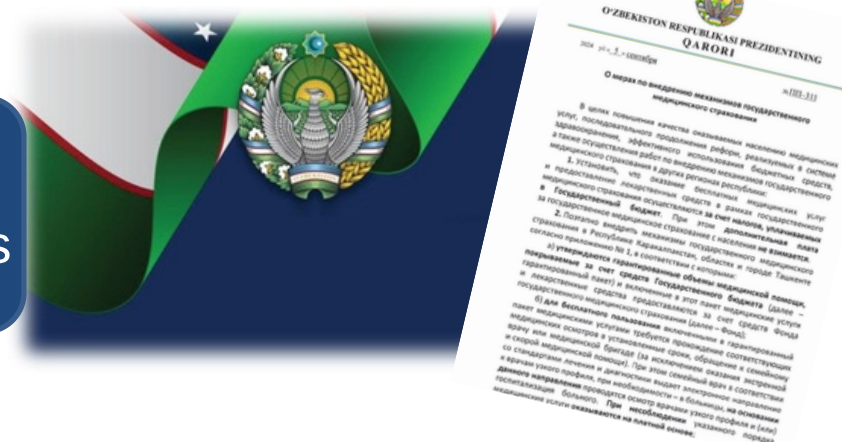 s
OʻZBEKISTON RESPUBLIKASI PREZIDENTINING
QARORI
сентября
№ ПП-311
О мерах по внедрению механизмов государственного
медицинского страхования
В целях повышения качества оказываемых населению медицинских
услуг, последовательного продолжения реформ, реализуемых в системе
здравоохранения, эффективного использования бюджетных средств,
а также осуществления работ по внедрению механизмов государственного
медицинского страхования в других регионах республики:
1. Установить, что оказание бесплатных медицинских услуг
и предоставление лекарственных средств в рамках государственного
медицинского страхования осуществляются за счет налогов, уплачиваемых
в Государственный бюджет. При этом дополнительная плата
за государственное медицинское страхование с населения не взимается.
2. Поэтапно внедрить механизмы государственного медицинского
страхования в Республике Каракалпакстан, областях и городе Ташкенте
согласно приложению № 1, в соответствии с которыми:
а) утверждаются гарантированные объемы медицинской помощи,
покрываемые за счет средств Государственного бюджета (далее –
гарантированный пакет) и включенные в этот пакет медицинские услуги
и лекарственные средства предоставляются за счет средств Фонда
государственного медицинского страхования (далее – Фонд);
б) для бесплатного пользования включенными в гарантированный
пакет медицинскими услугами требуется прохождение соответствующих
медицинских осмотров в установленные сроки, обращение к семейному
врачу или медицинской бригаде (за исключением оказания экстренной
и скорой медицинской помощи). При этом семейный врач в соответствии
со стандартами лечения и диагностики выдает электронное направление
к врачам узкого профиля, при необходимости – в больницы, на основании
данного направления проводятся осмотр врачами узкого профиля и (или)
госпитализация больного. При несоблюдении указанного порядка
медицинские услуги оказываются на платной основе;